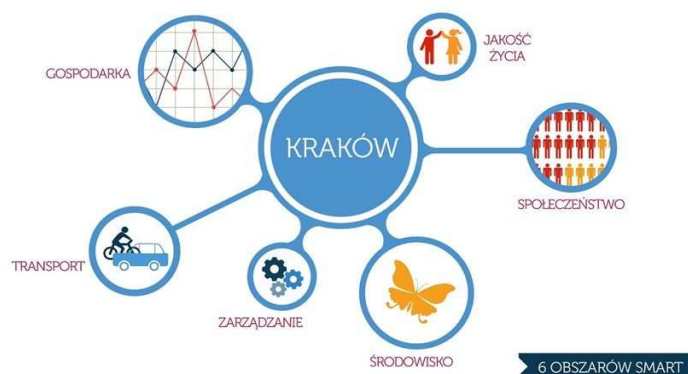 GOSPODARKA
JAKOŚĆ
ŻYCIA
KRAKÓW
SPOŁECZEŃSTWO
TRANSPORT
ZARZĄDZANIE
ŚRODOWISKO
6 OBSZARÓW SMART